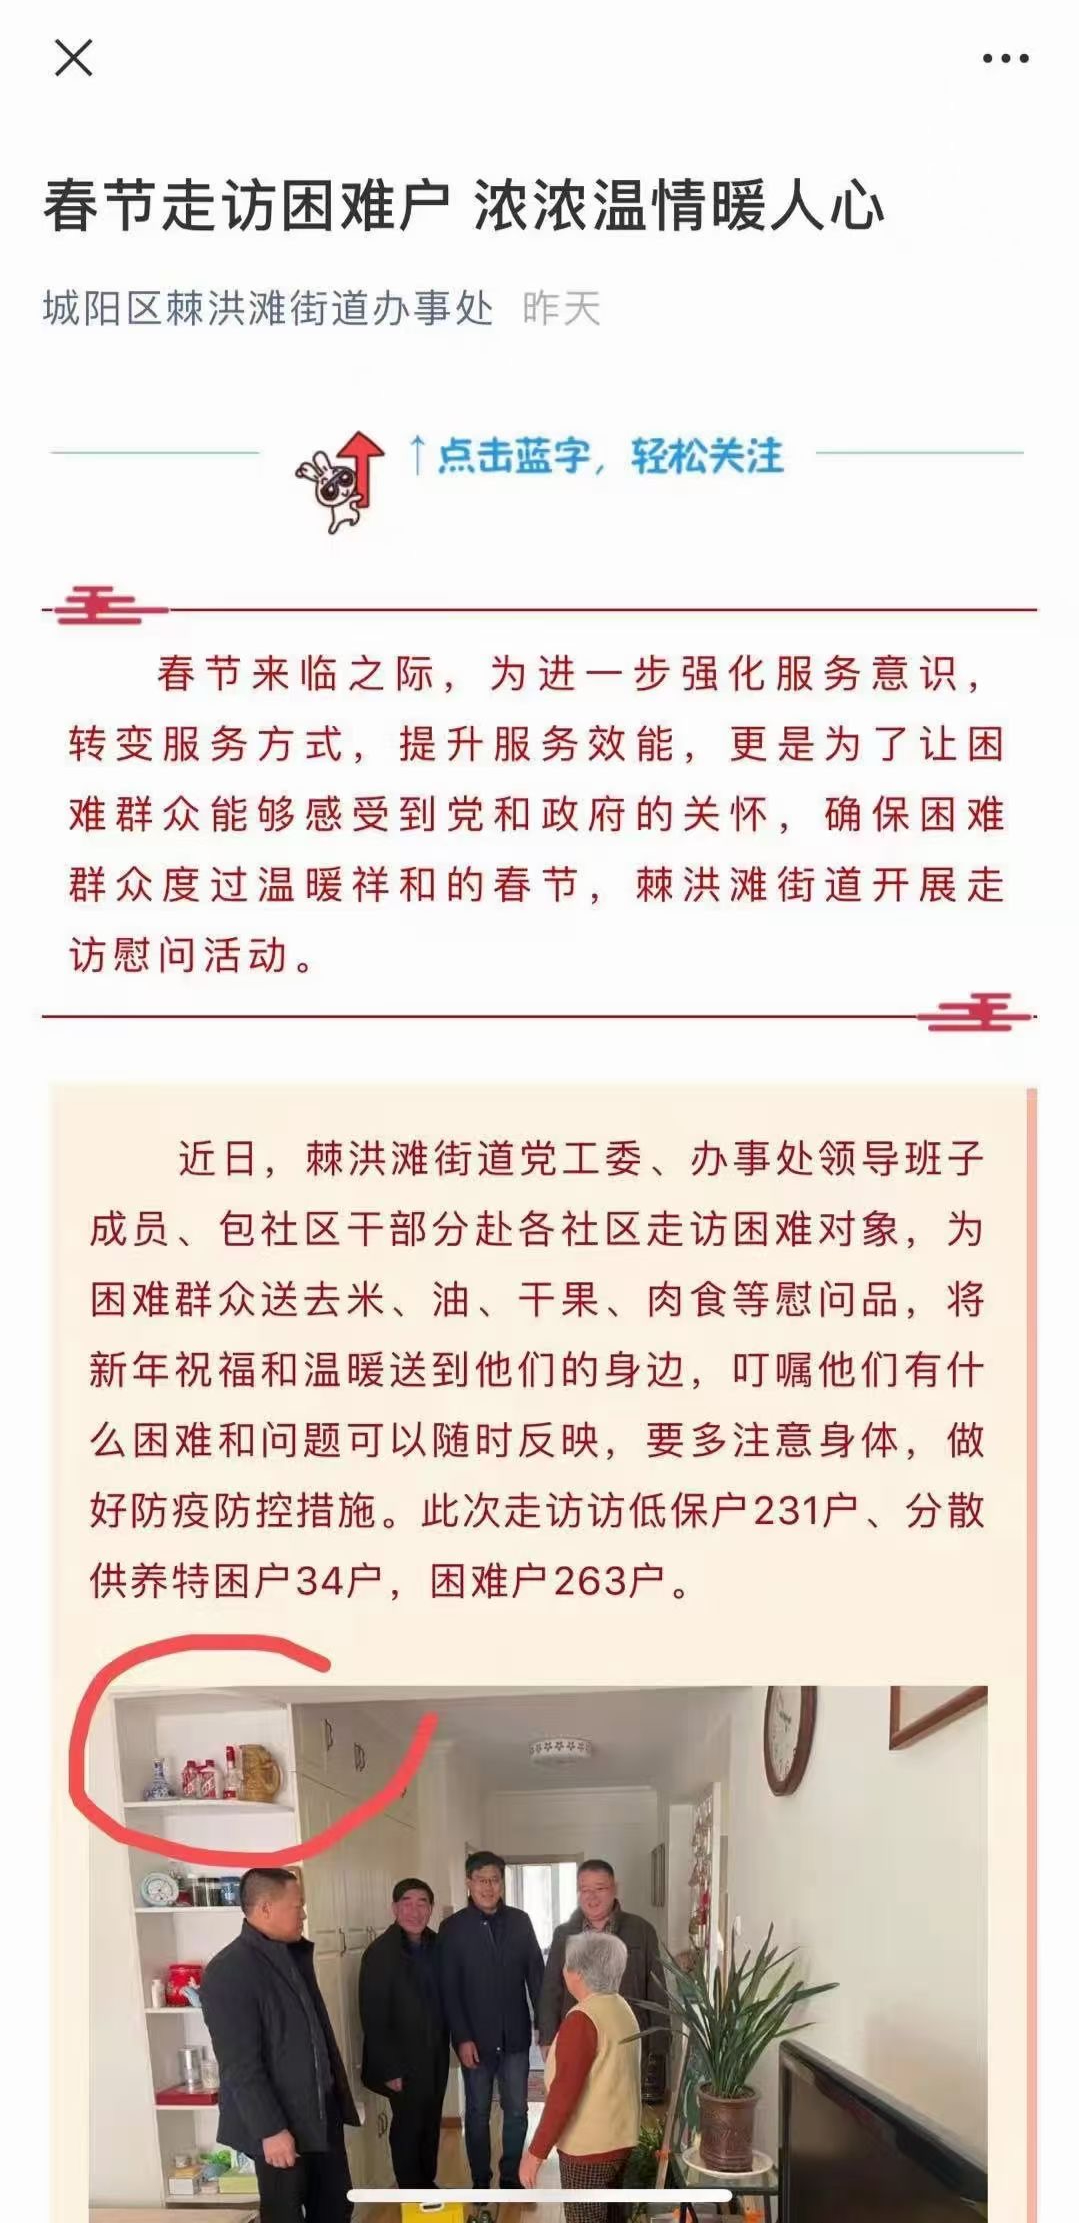 春节走访困难户 浓浓温情暖人心
城阳区棘洪滩街道办事处 昨天
↑点击蓝字，轻松关注
春节来临之际，为进一步强化服务意识，
转变服务方式，提升服务效能，更是为了让困
难群众能够感受到党和政府的关怀，确保困难
群众度过温暖祥和的春节，棘洪滩街道开展走
访慰问活动。
近日，棘洪滩街道党工委、办事处领导班子
成员、包社区干部分赴各社区走访困难对象，为
困难群众送去米、油、干果、肉食等慰问品，将
新年祝福和温暖送到他们的身边，叮嘱他们有什
么困难和问题可以随时反映，要多注意身体，做
好防疫防控措施。此次走访访低保户231户、分散
供养特困户34户，困难户263户。